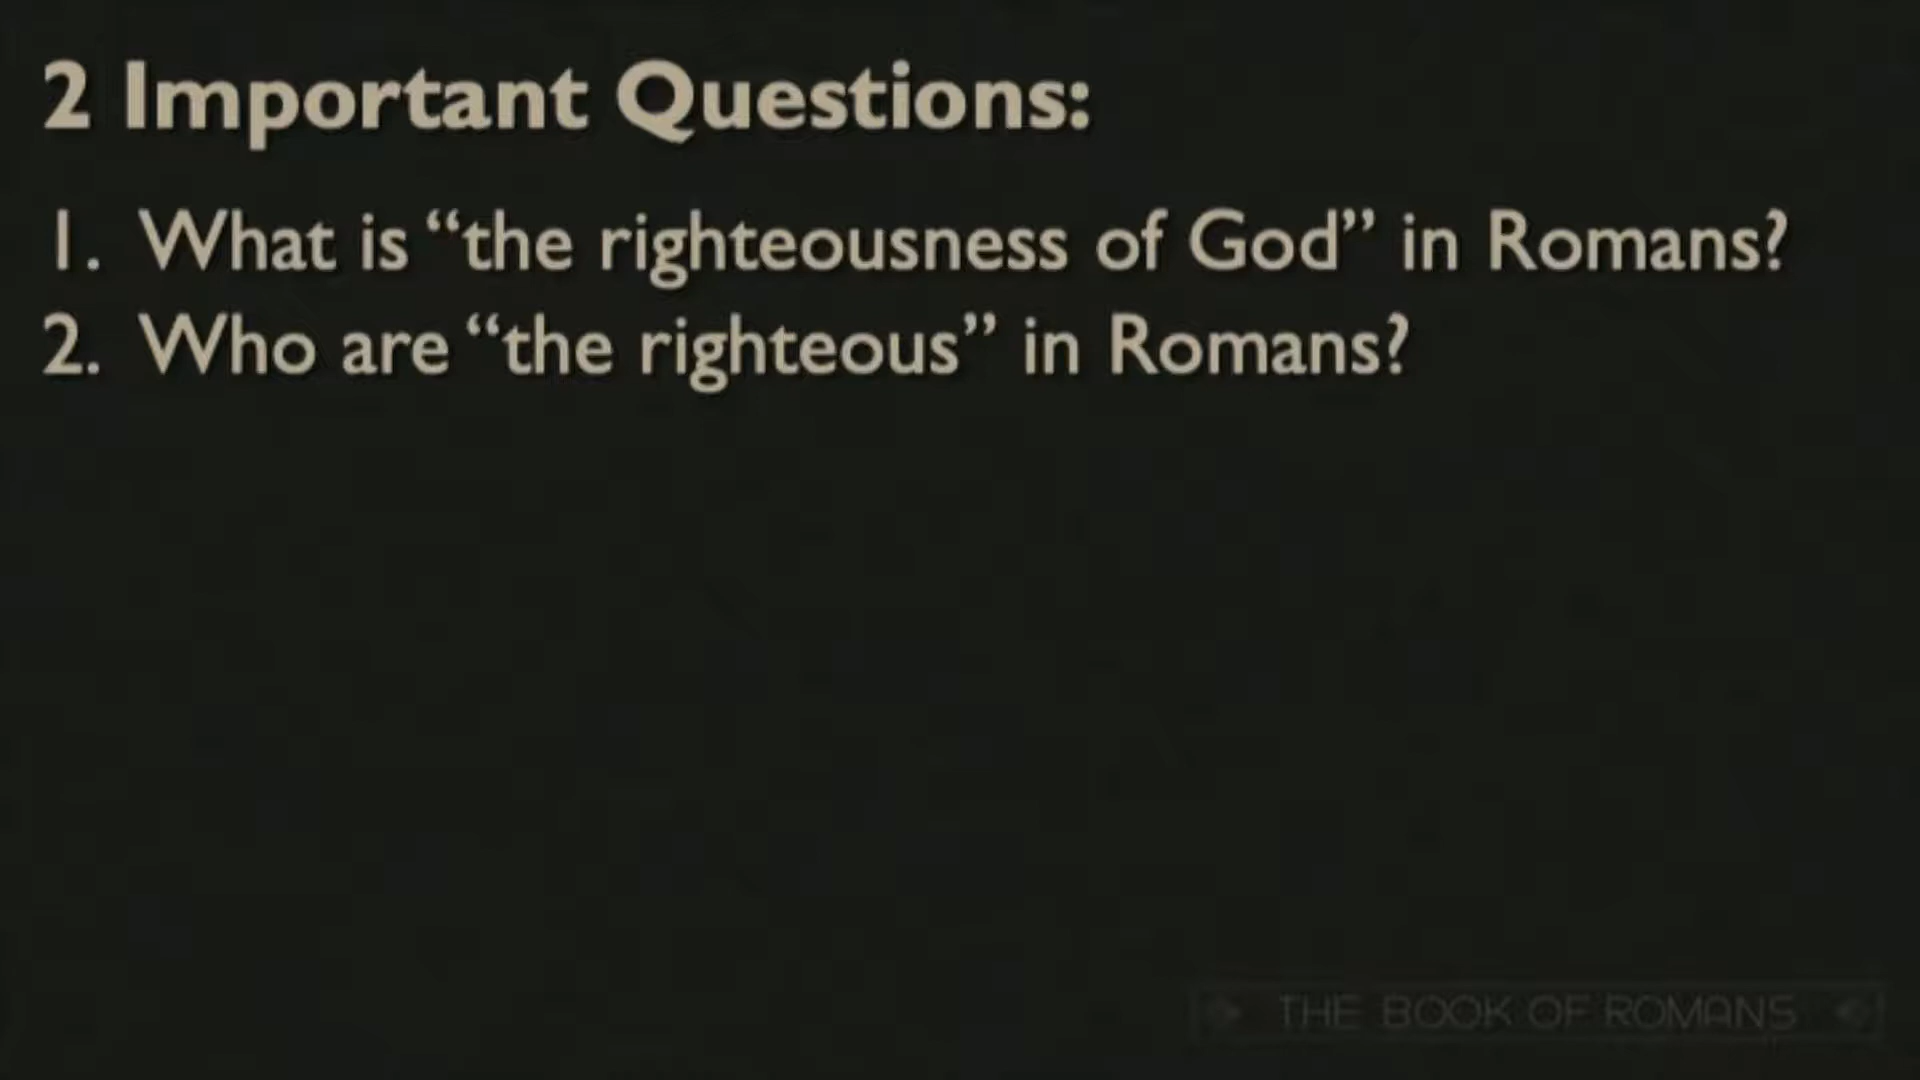 2 Important Questions:
1. What is “the righteousness of God” in Romans?
2. Who are “the righteous” in Romans?
THE BOOK OF ROMANS